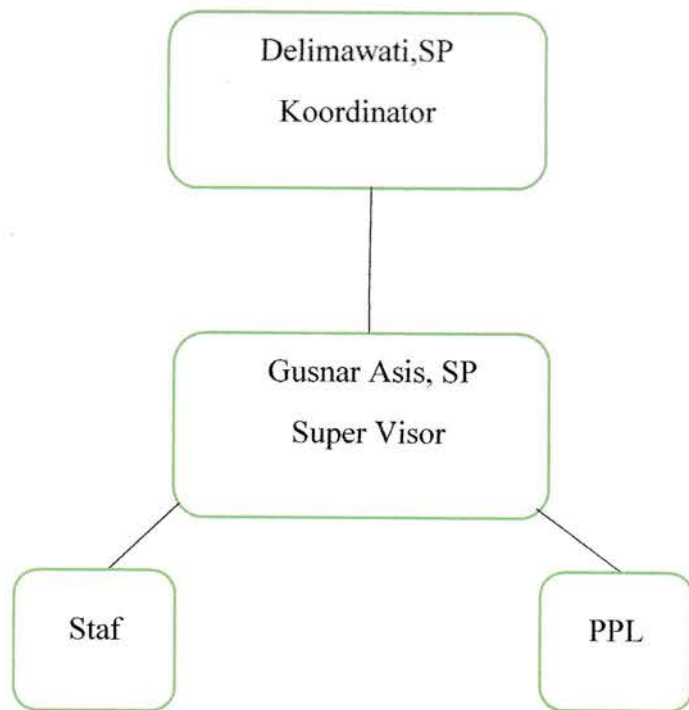 Delimawati,SP
Koordinator
Gusnar Asis, SP
Super Visor
Staf
PPL